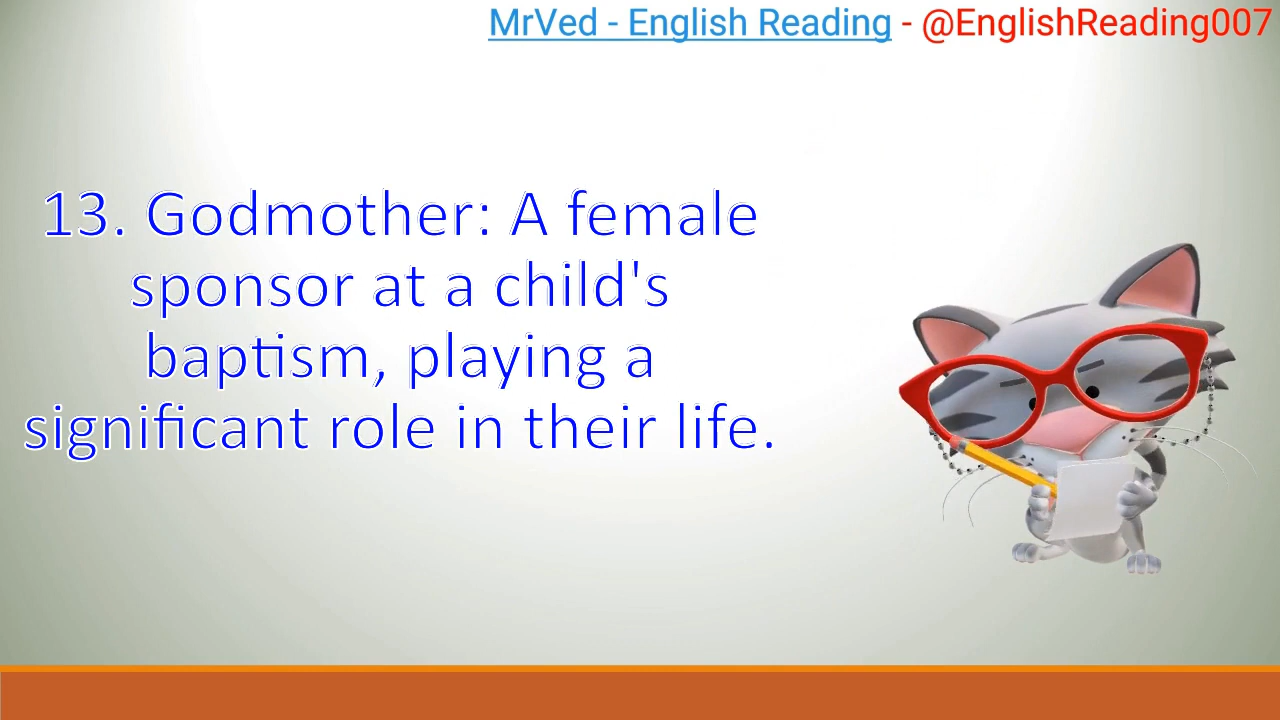 MrVed - English Reading - @EnglishReading007
13. Godmother: A female
sponsor at a child's
baptism, playing a
significant role in their life.